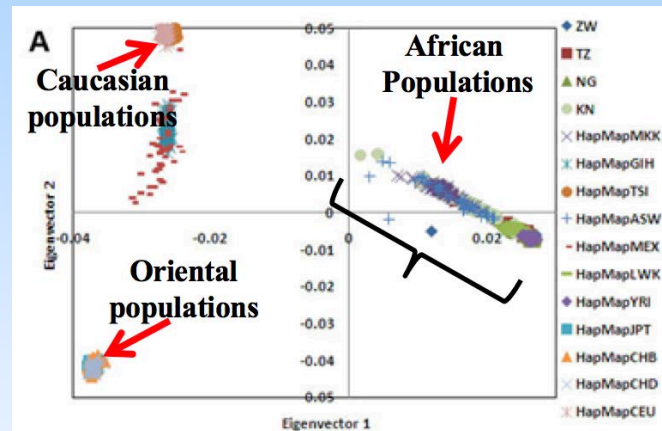 A
0.05
Caucasian
populations
African
Populations
0.04
0.03
0.02
0.01
0
-0.04
-0.02
0
0.02
-0.01
-0.02
-0.03
-0.04
0.05
Oriental
populations
Eigenvector 2
Eigenvector 1
ZW
TZ
NG
KN
HapMapMKK
HapMapGIH
HapMapTSI
HapMapASW
HapMapMEX
HapMapLWK
HapMapYRI
HapMapJPT
HapMapCHB
HapMapCHD
HapMapCEU